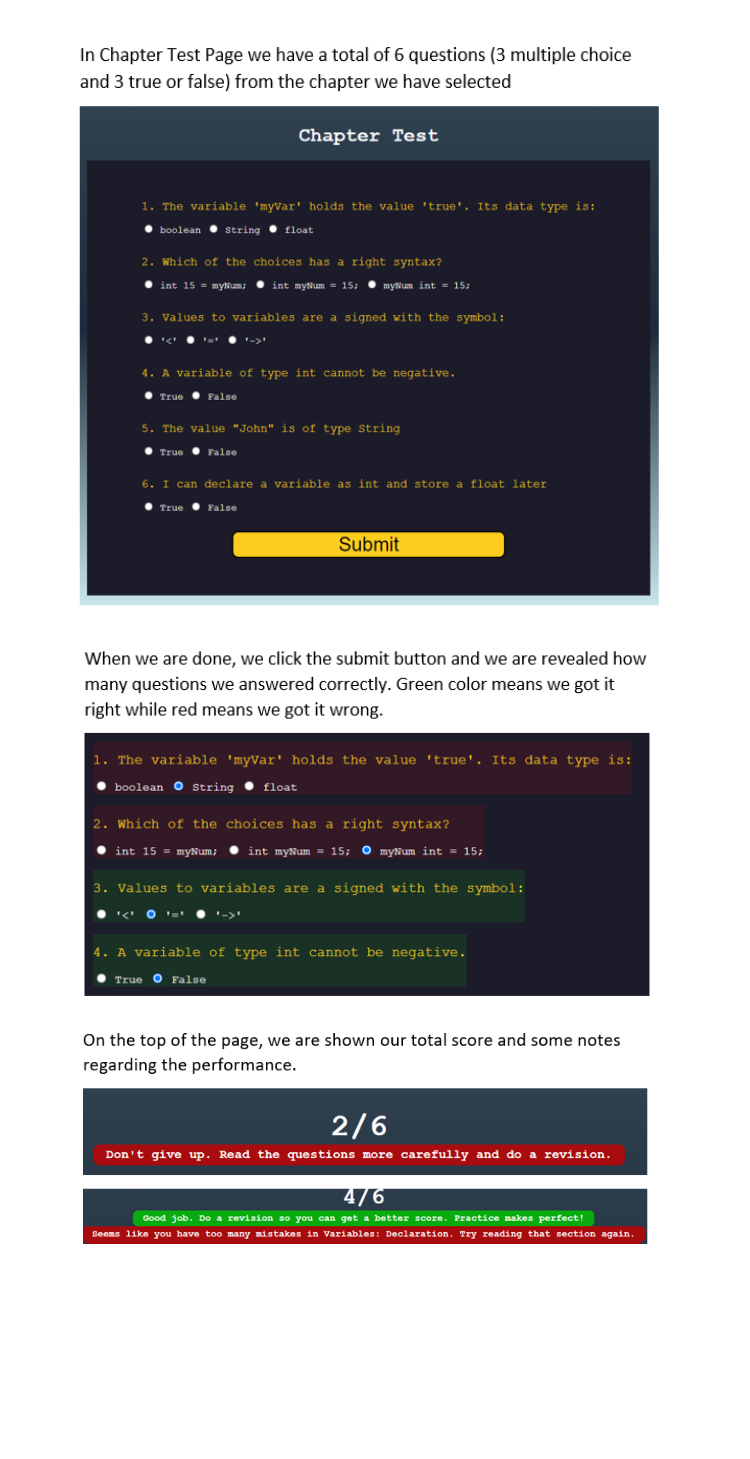 In Chapter Test Page we have a total of 6 questions (3 multiple choice
and 3 true or false) from the chapter we have selected
Chapter Test
1. The variable 'myVar' holds the value 'true'. Its data type is:
boolean String float
2. Which of the choices has a right syntax?
int 15 = myNum; int myNum = 15; myNum int = 15;
3. Values to variables are a signed with the symbol:
'<' '=' '->'
4. A variable of type int cannot be negative.
True False
5. The value "John" is of type String
True False
6. I can declare a variable as int and store a float later
True False
Submit
When we are done, we click the submit button and we are revealed how
many questions we answered correctly. Green color means we got it
right while red means we got it wrong.
1. The variable 'myVar' holds the value 'true'. Its data type is:
boolean String float
2. Which of the choices has a right syntax?
int 15 = myNum; int myNum = 15; myNum int = 15;
3. Values to variables are a signed with the symbol:
'<' '=' '->'
4. A variable of type int cannot be negative.
True False
On the top of the page, we are shown our total score and some notes
regarding the performance.
2/6
Don't give up. Read the questions more carefully and do a revision.
4/6
Good job. Do a revision so you can get a better score. Practice makes perfect!
Seems like you have too many mistakes in Variables: Declaration. Try reading that section again.